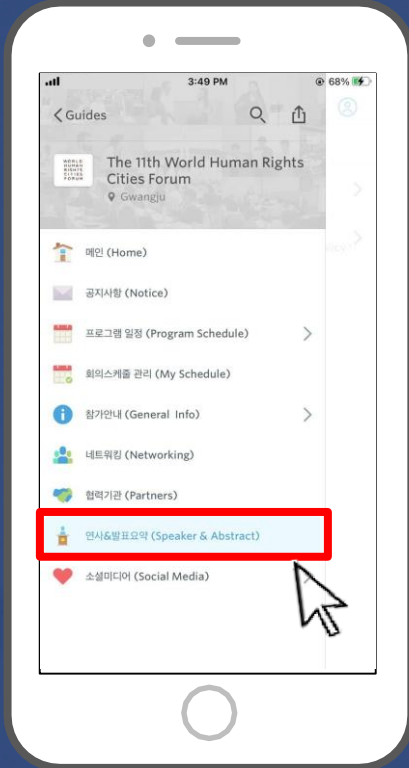 3:49 PM
68%
Guides
WORLD
HUMAN
RIGHTS
CITIES
FORUM
The 11th World Human Rights
Cities Forum
Gwangju
메인 (Home)
공지사항 (Notice)
프로그램 일정 (Program Schedule)
회의스케줄 관리 (My Schedule)
참가안내 (General Info)
네트워킹 (Networking)
협력기관 (Partners)
연사&발표요약 (Speaker & Abstract)
소셜미디어 (Social Media)